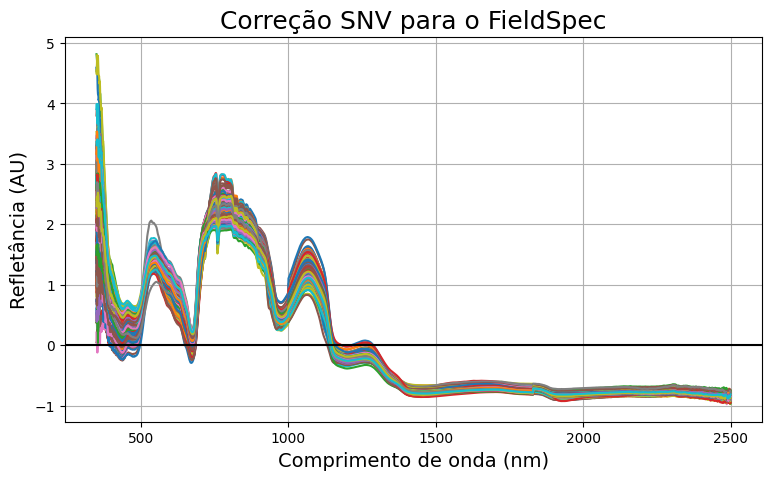 Correção SNV para o FieldSpec
5
4
3
2
1
0
−1
Refletância (AU)
500 1000 1500 2000 2500
Comprimento de onda (nm)